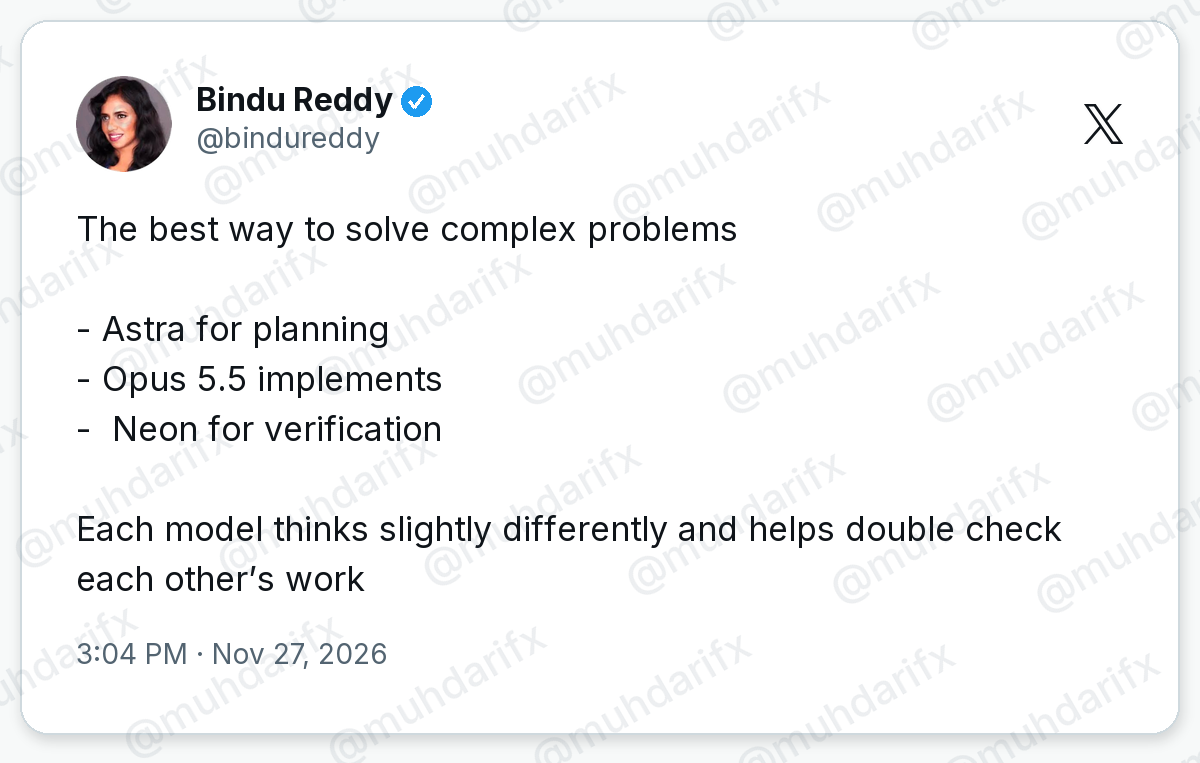 Bindu Reddy
@bindureddy
The best way to solve complex problems
- Astra for planning
- Opus 5.5 implements
-  Neon for verification
Each model thinks slightly differently and helps double check
each other’s work
3:04 PM · Nov 27, 2026
@muhdarifx